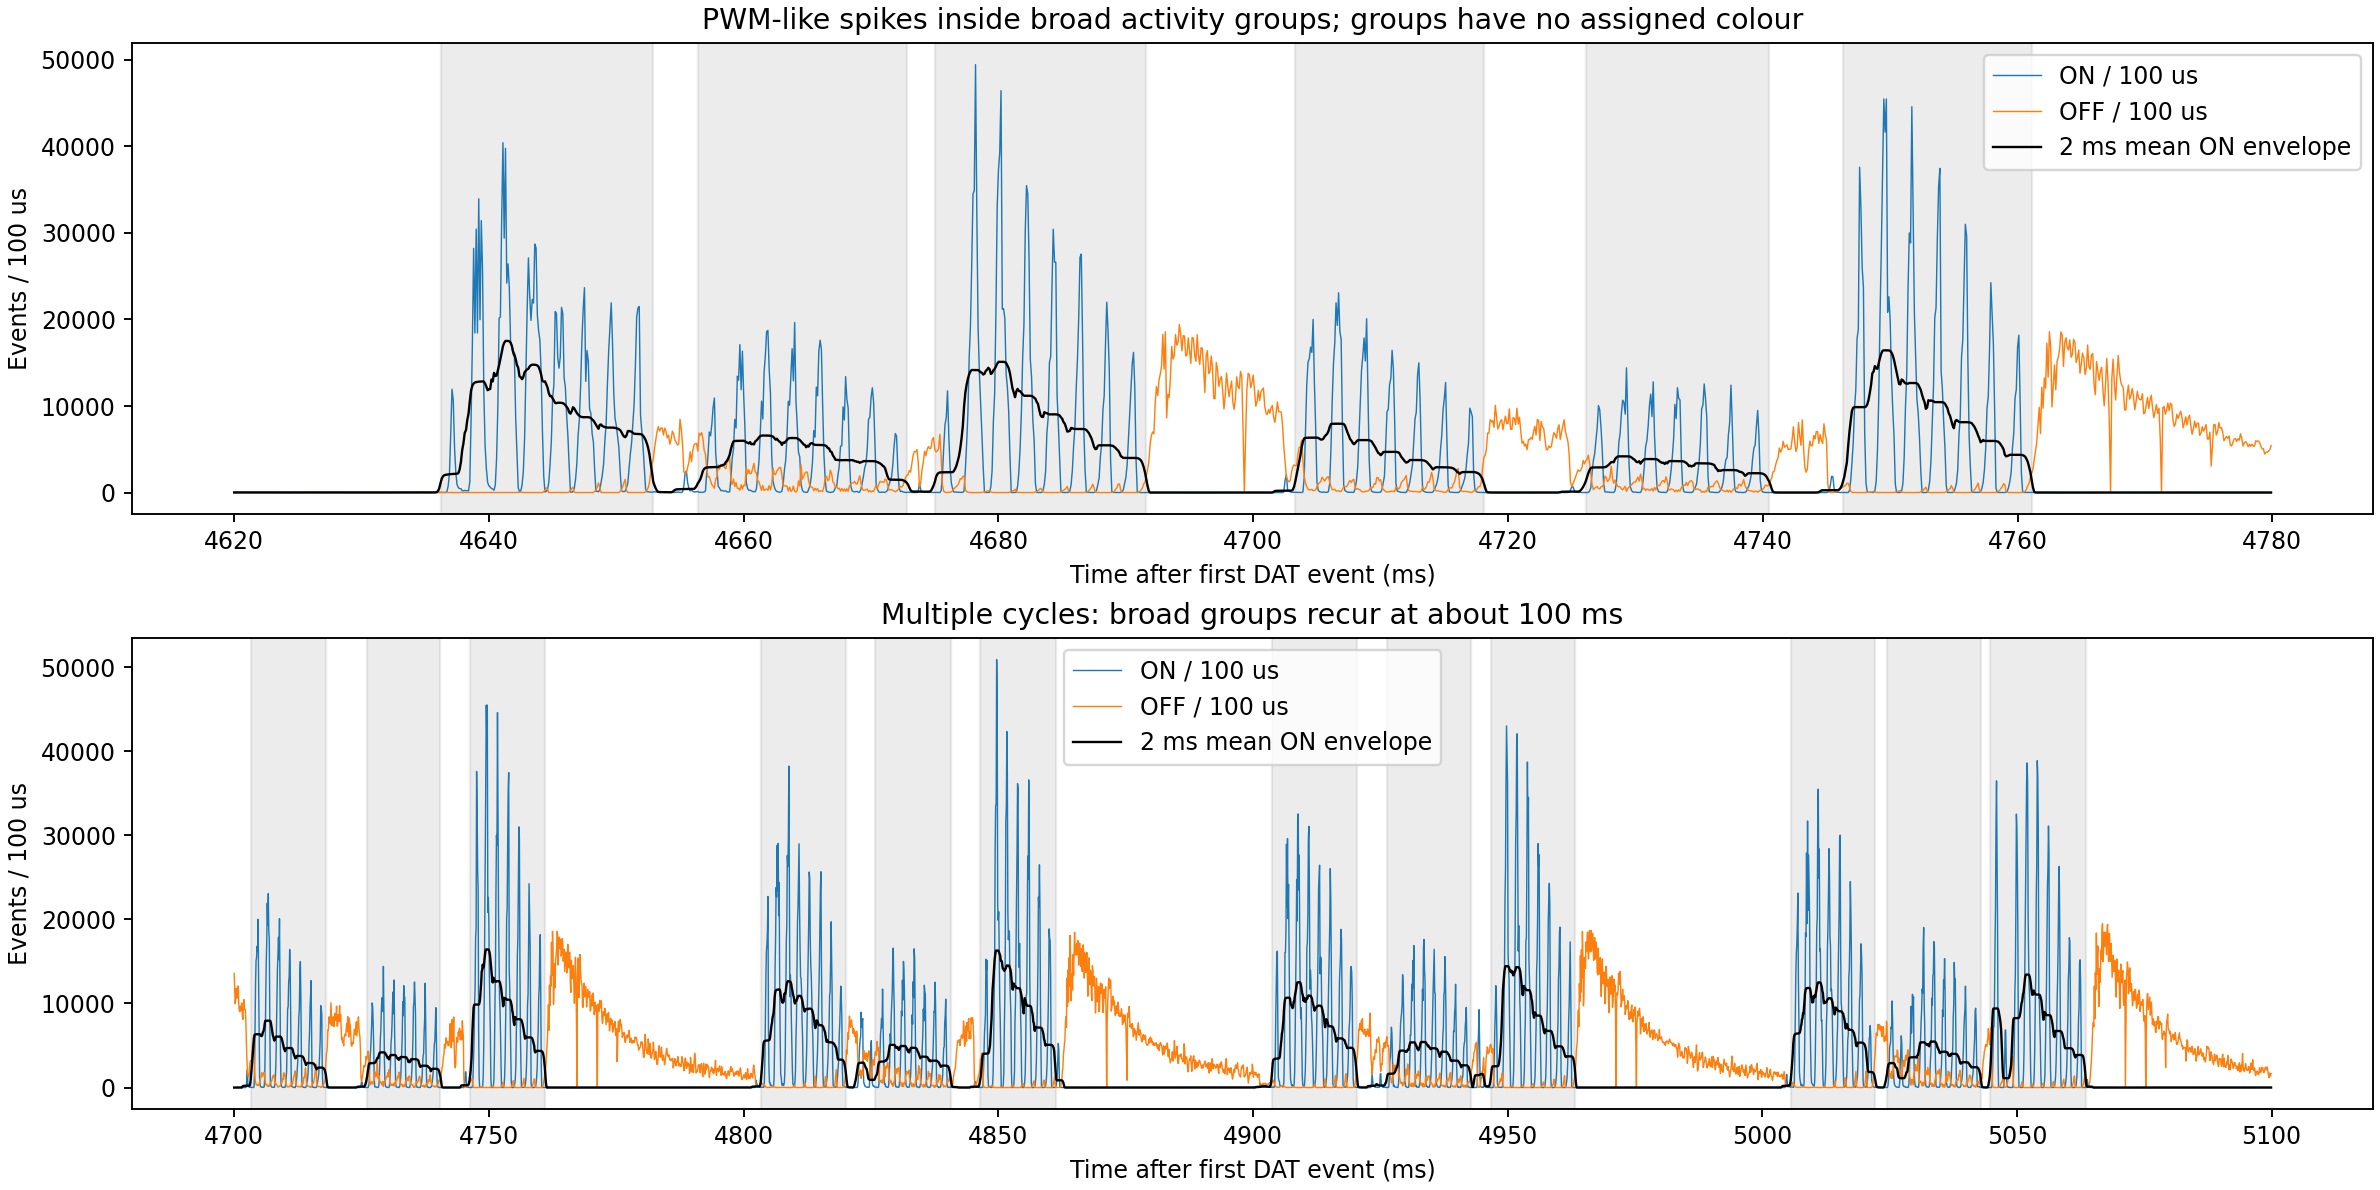 PWM-like spikes inside broad activity groups; groups have no assigned colour
50000
40000
30000
20000
10000
0
Events / 100 us
ON / 100 us
OFF / 100 us
2 ms mean ON envelope
4620 4640 4660 4680 4700 4720 4740 4760 4780
Time after first DAT event (ms)
Multiple cycles: broad groups recur at about 100 ms
50000
40000
30000
20000
10000
0
Events / 100 us
ON / 100 us
OFF / 100 us
2 ms mean ON envelope
4700 4750 4800 4850 4900 4950 5000 5050 5100
Time after first DAT event (ms)